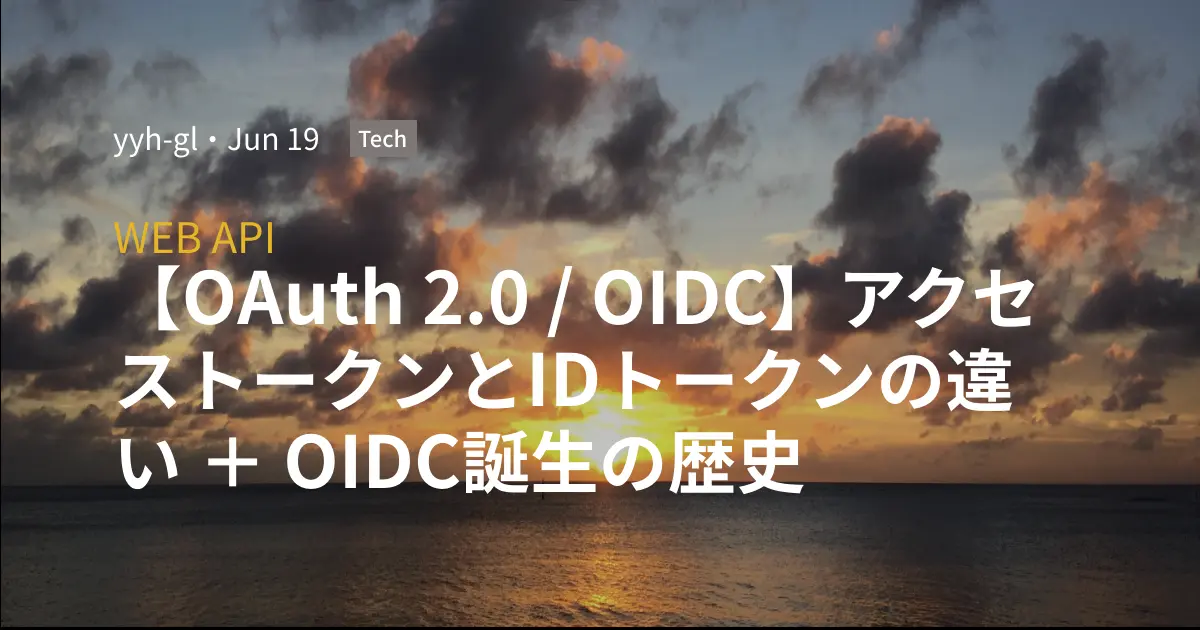 yyh-gl・Jun 19 Tech
WEB API
【OAuth 2.0 / OIDC】アクセ
ストークンとIDトークンの違
い ＋ OIDC誕生の歴史